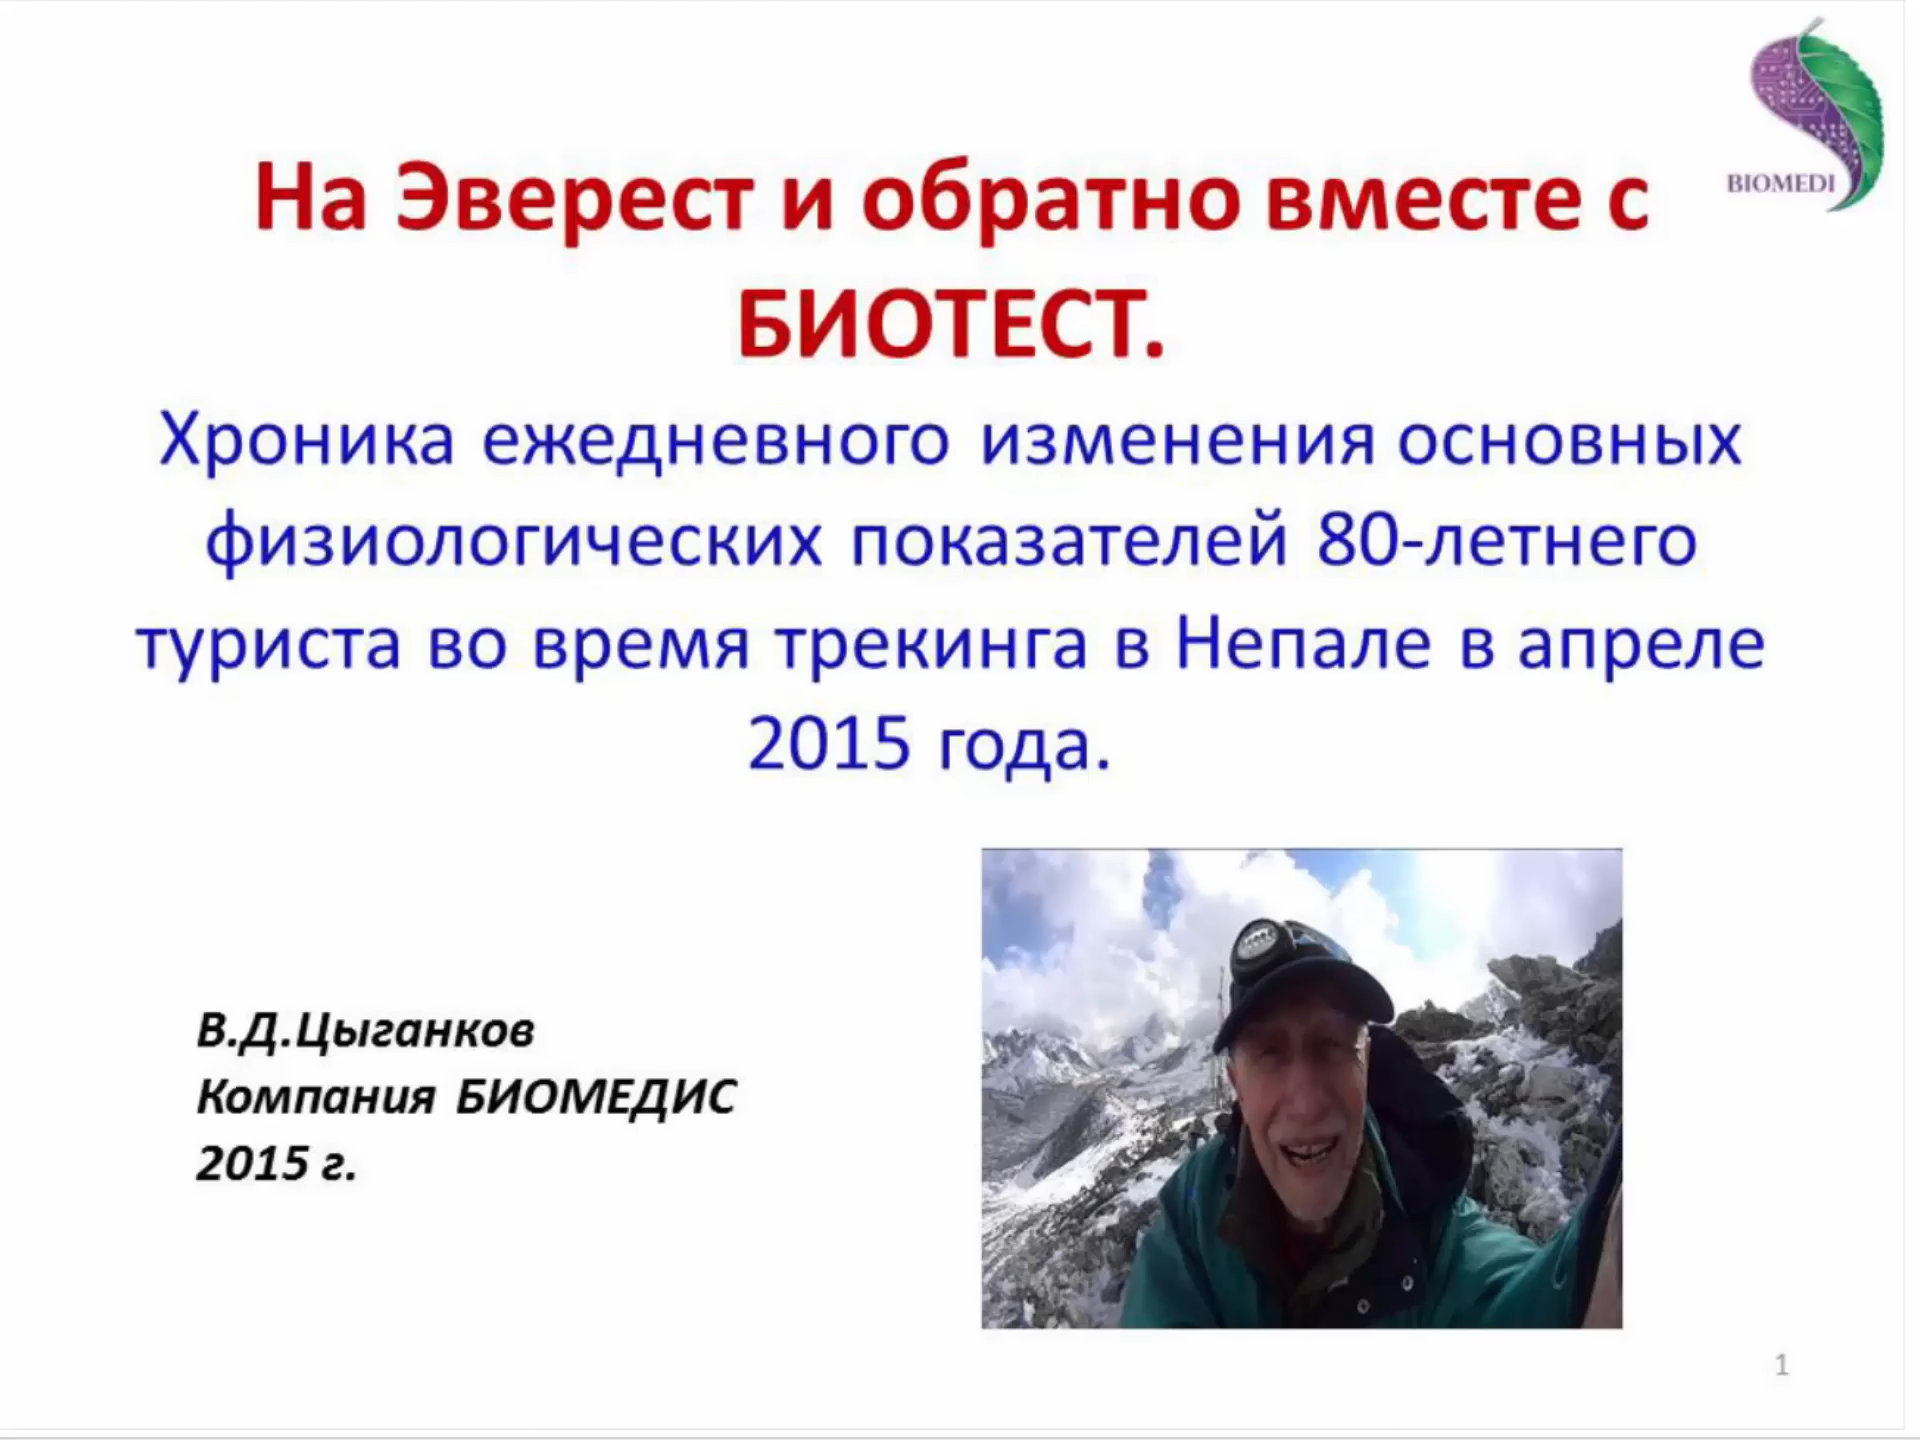 BIOMEDI
На Эверест и обратно вместе с
БИОТЕСТ.
Хроника ежедневного изменения основных
физиологических показателей 80-летнего
туриста во время трекинга в Непале в апреле
2015 года.
В.Д.Цыганков
Компания БИОМЕДИС
2015 г.
1